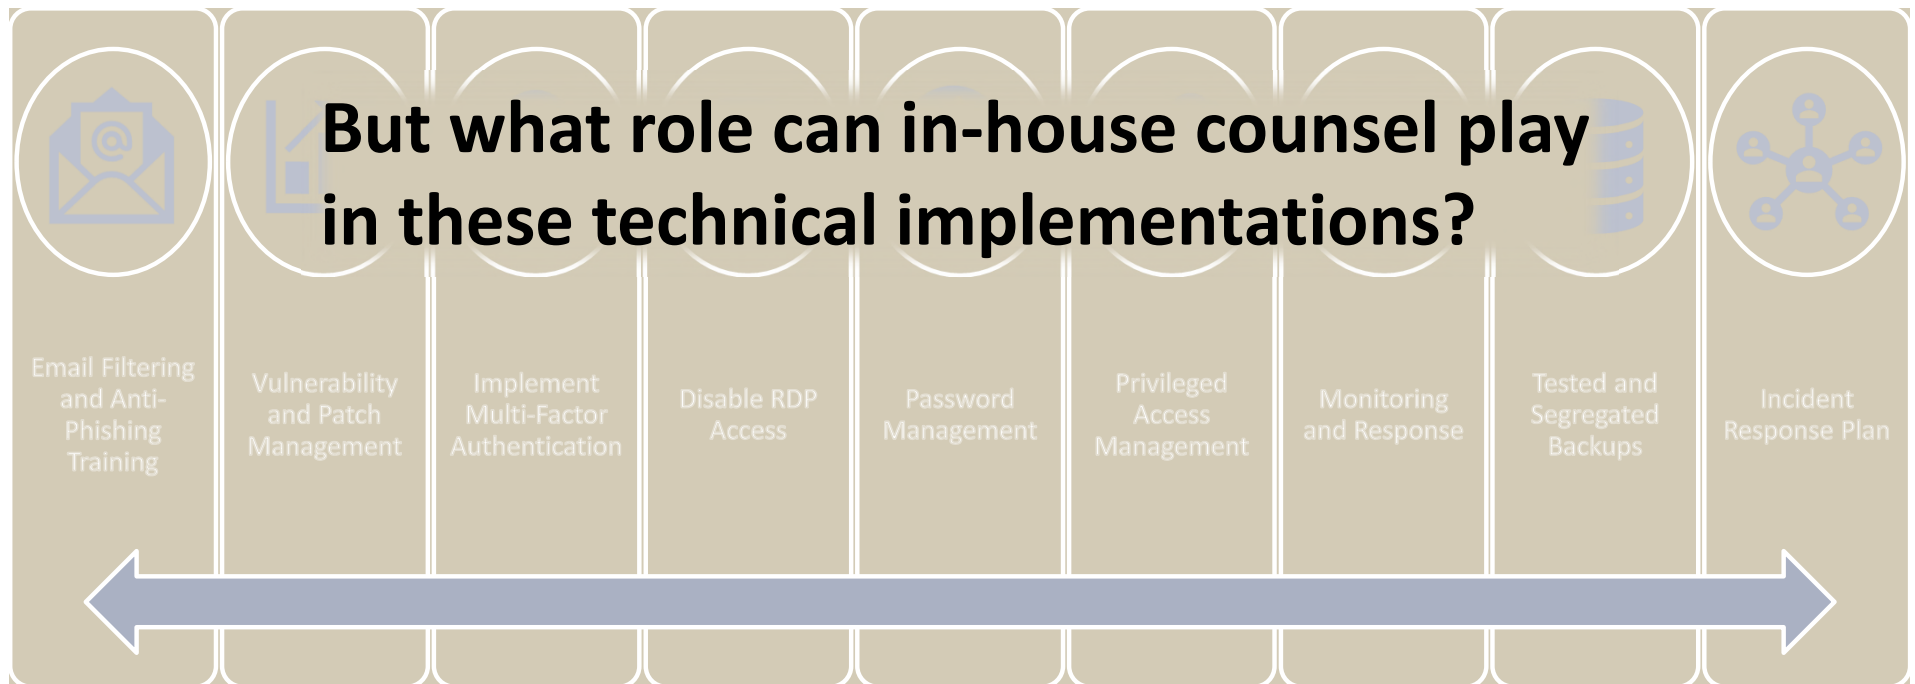 But what role can in-house counsel play
in these technical implementations?
Email Filtering
and Anti-
Phishing
Training
Vulnerability
and Patch
Management
Implement
Multi-Factor
Authentication
Disable RDP
Access
Password
Management
Privileged
Access
Management
Monitoring
and Response
Tested and
Segregated
Backups
Incident
Response Plan